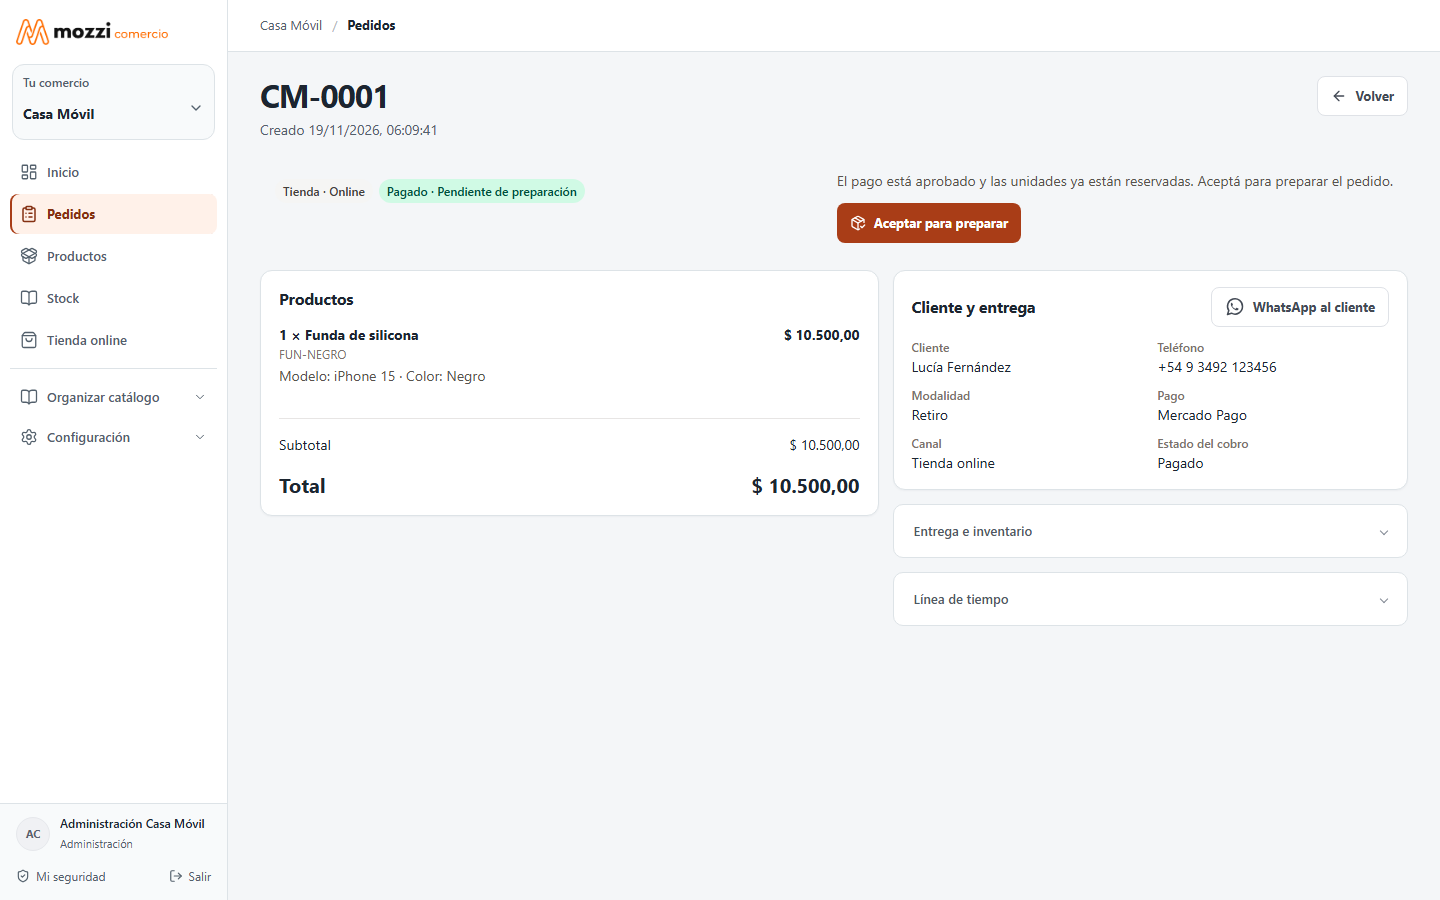 mozzi comercio
Tu comercio
Casa Móvil
Inicio
Pedidos
Productos
Stock
Tienda online
Organizar catálogo
Configuración
AC
Administración Casa Móvil
Administración
Mi seguridad
Salir
Casa Móvil / Pedidos
CM-0001
Creado 19/11/2026, 06:09:41
Volver
Tienda · Online
Pagado · Pendiente de preparación
El pago está aprobado y las unidades ya están reservadas. Aceptá para preparar el pedido.
Aceptar para preparar
Productos
1 × Funda de silicona $ 10.500,00
FUN-NEGRO
Modelo: iPhone 15 · Color: Negro
Subtotal $ 10.500,00
Total $ 10.500,00
Cliente y entrega
WhatsApp al cliente
Cliente
Lucía Fernández
Teléfono
+54 9 3492 123456
Modalidad
Retiro
Pago
Mercado Pago
Canal
Tienda online
Estado del cobro
Pagado
Entrega e inventario
Línea de tiempo